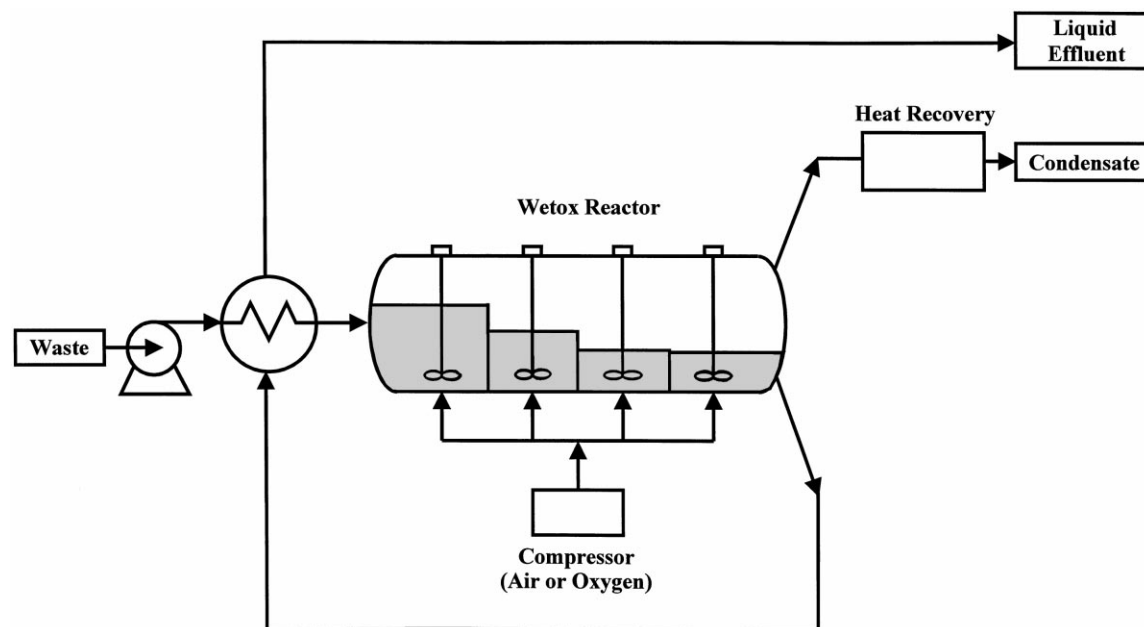 Liquid
Effluent
Heat Recovery
Condensate
Wetox Reactor
Waste
Compressor
(Air or Oxygen)